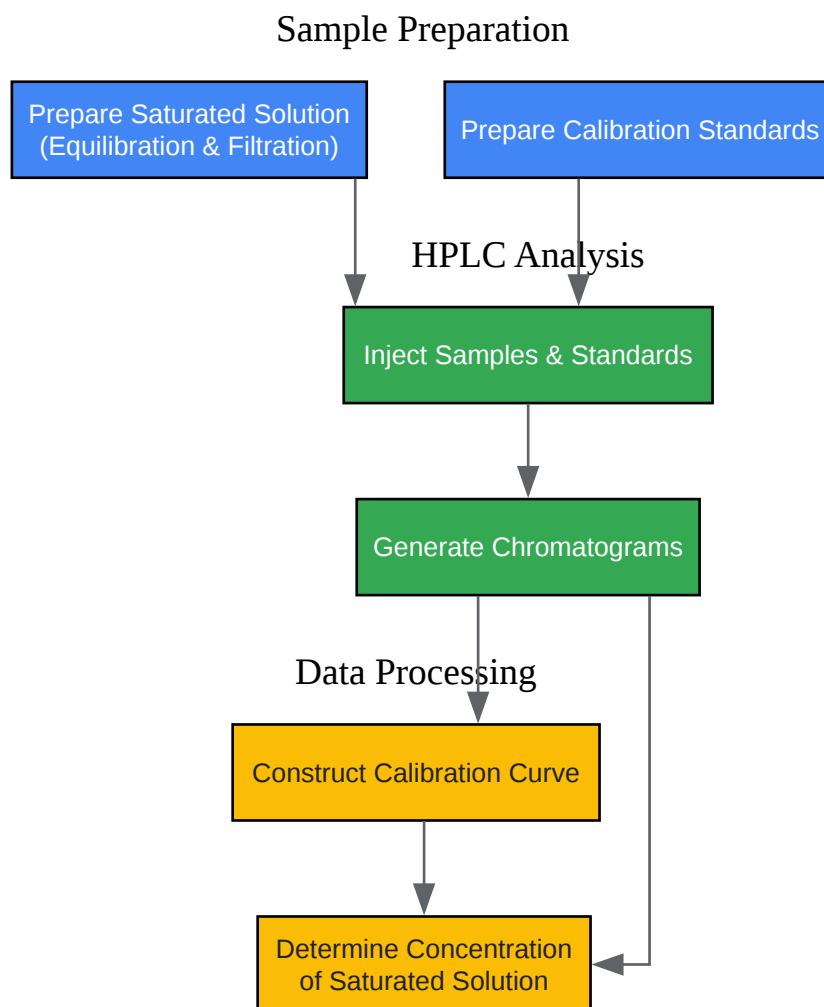 Sample Preparation
Prepare Saturated Solution
(Equilibration & Filtration)
Prepare Calibration Standards
HPLC Analysis
Inject Samples & Standards
Generate Chromatograms
Data Processing
Construct Calibration Curve
Determine Concentration
of Saturated Solution